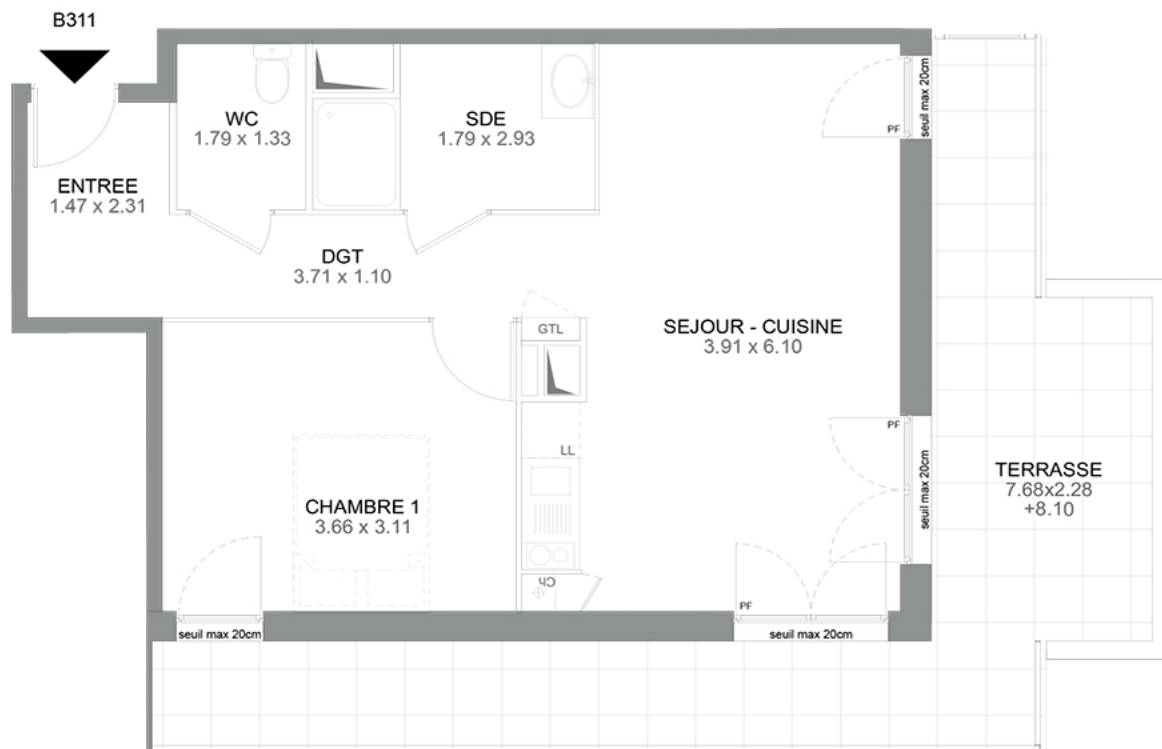 B311
WC
1.79 x 1.33
SDE
1.79 x 2.93
PF
seuil max 20cm
ENTREE
1.47 x 2.31
DGT
3.71 x 1.10
GTL
SEJOUR - CUISINE
3.91 x 6.10
PF
seuil max 20cm
LL
TERRASSE
7.68x2.28
+8.10
CHAMBRE 1
3.66 x 3.11
Ch
PF
seuil max 20cm
seuil max 20cm